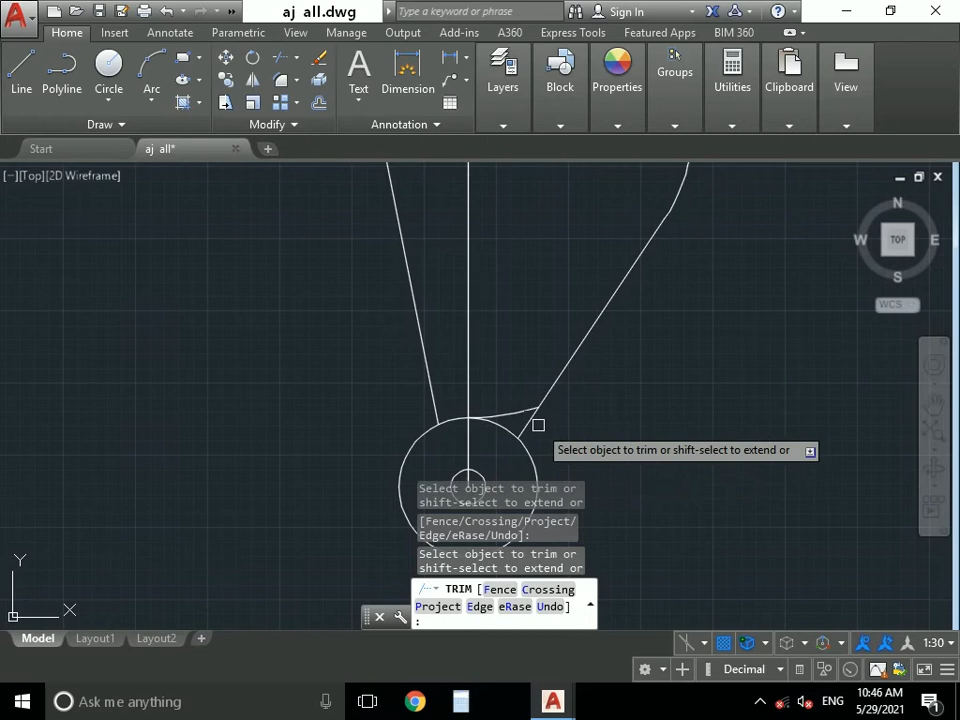 A
aj all.dwg
Type a keyword or phrase
Sign In
?
Home
Insert
Annotate
Parametric
View
Manage
Output
Add-ins
A360
Express Tools
Featured Apps
BIM 360
Line
Polyline
Circle
Arc
Text
Dimension
Layers
Block
Properties
Groups
Utilities
Clipboard
View
Draw
Modify
Annotation
Start
aj all*
[−][Top][2D Wireframe]
N
W
TOP
E
S
WCS
Select object to trim or shift-select to extend or
Select object to trim or
shift-select to extend or
[Fence/Crossing/Project/
Edge/eRase/Undo]:
Select object to trim or
shift-select to extend or
TRIM [Fence Crossing
Project Edge eRase Undo]
:
Y
X
Model
Layout1
Layout2
1:30
Decimal
Ask me anything
A
ENG
10:46 AM
5/29/2021
1